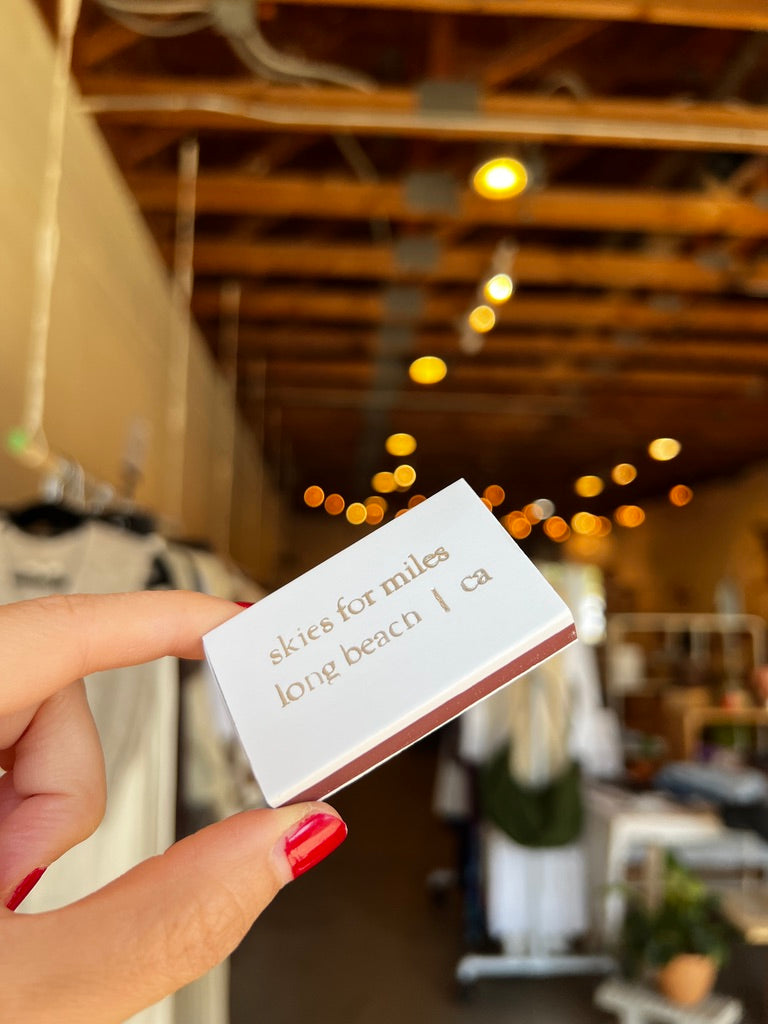 skies for miles
long beach | ca